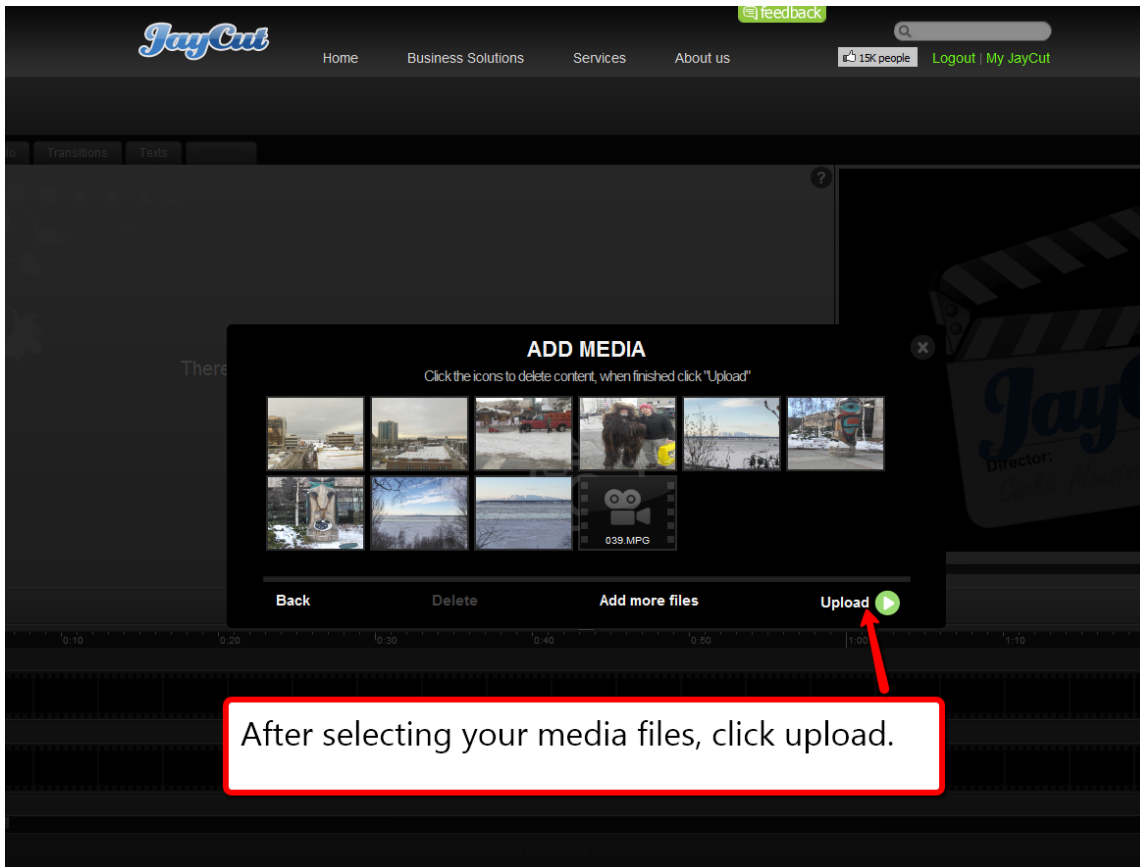 feedback
JayCut
Home Business Solutions Services About us
15K people Logout | My JayCut
io Transitions Texts
?
There
ADD MEDIA
Click the icons to delete content, when finished click "Upload"
039.MPG
Back Delete Add more files Upload
Director:
0:10 0:20 0:30 0:40 0:50 1:00 1:10
After selecting your media files, click upload.